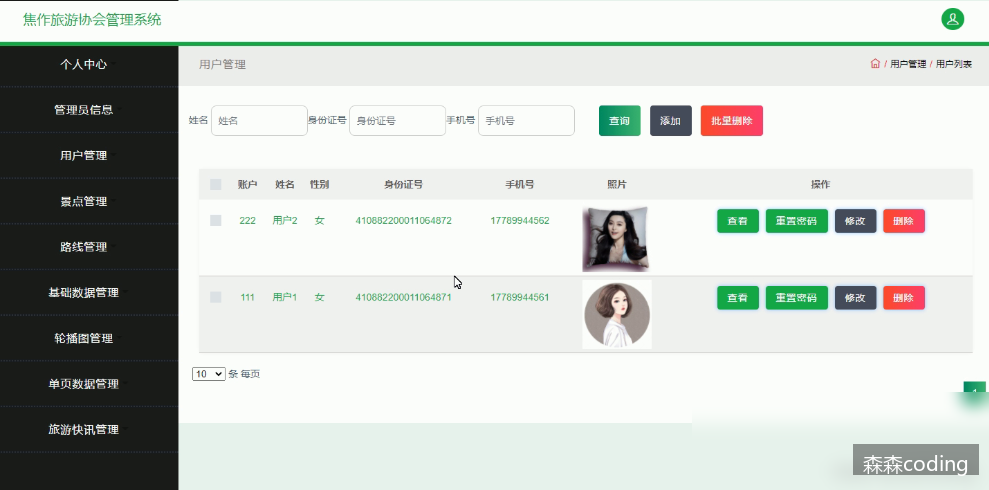 焦作旅游协会管理系统
个人中心
管理员信息
用户管理
景点管理
路线管理
基础数据管理
轮播图管理
单页数据管理
旅游快讯管理
用户管理
/ 用户管理 / 用户列表
姓名 姓名 身份证号 身份证号 手机号 手机号 查询 添加 批量删除
账户 姓名 性别 身份证号 手机号 照片 操作
222 用户2 女 410882200011064872 17789944562 查看 重置密码 修改 删除
111 用户1 女 410882200011064871 17789944561 查看 重置密码 修改 删除
10 条 每页
森森coding